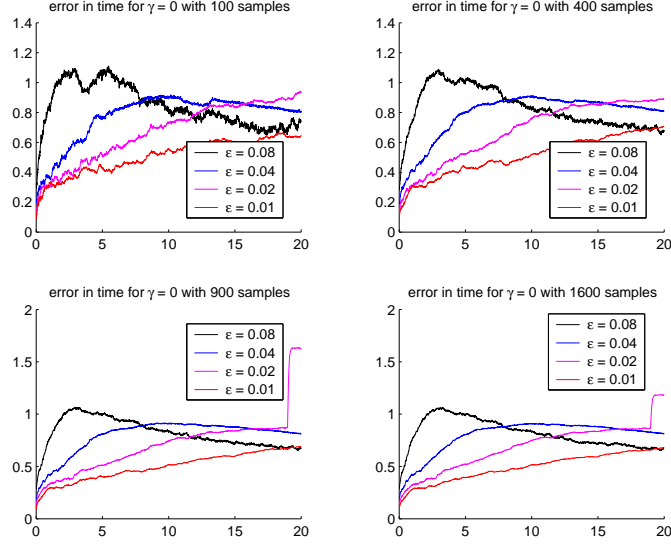 error in time for γ = 0 with 100 samples
1.4
1.2
1
0.8
0.6
0.4
0.2
0
0 5 10 15 20
ε = 0.08
ε = 0.04
ε = 0.02
ε = 0.01
error in time for γ = 0 with 400 samples
1.4
1.2
1
0.8
0.6
0.4
0.2
0
0 5 10 15 20
ε = 0.08
ε = 0.04
ε = 0.02
ε = 0.01
error in time for γ = 0 with 900 samples
2
1.5
1
0.5
0
0 5 10 15 20
ε = 0.08
ε = 0.04
ε = 0.02
ε = 0.01
error in time for γ = 0 with 1600 samples
2
1.5
1
0.5
0
0 5 10 15 20
ε = 0.08
ε = 0.04
ε = 0.02
ε = 0.01